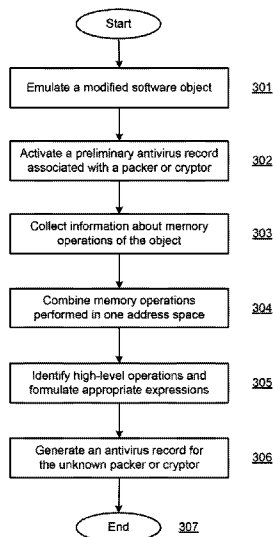 Start
Emulate a modified software object
301
Activate a preliminary antivirus record
associated with a packer or cryptor
302
Collect information about memory
operations of the object
303
Combine memory operations
performed in one address space
304
Identify high-level operations and
formulate appropriate expressions
305
Generate an antivirus record for
the unknown packer or cryptor
306
End
307